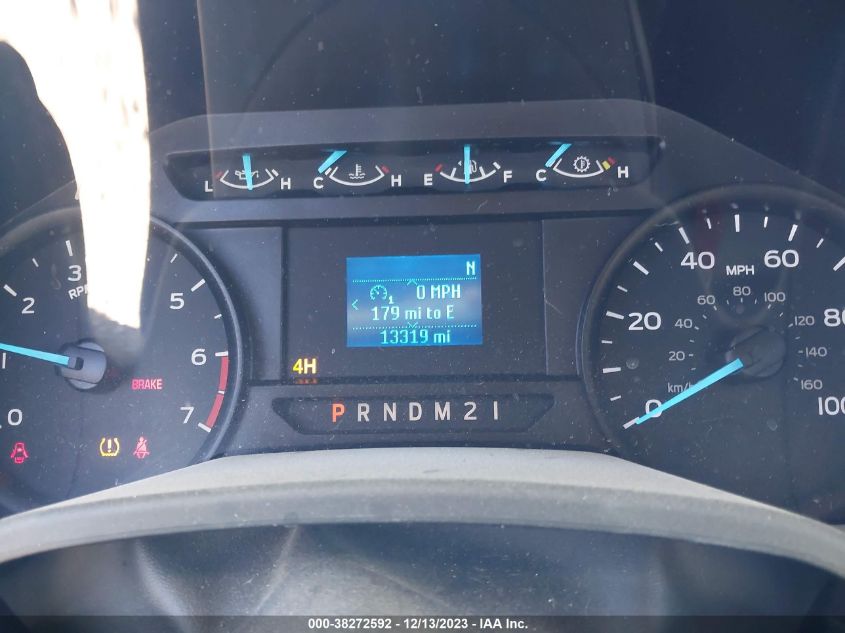 L H C H E F C H
N
0 MPH
179 mi to E
13319 mi
0 1 2 3 5 6 7
RPM
BRAKE
4H
P R N D M 2 1
0 20 40 60 80 100
MPH
20 40 60 80 100 120 140 160
km/h
000-38272592 - 12/13/2023 - IAA Inc.